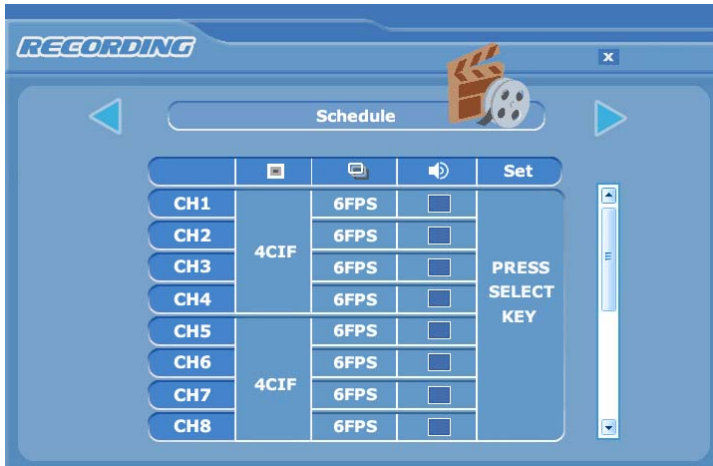 RECORDING
X
Schedule
Set
CH1 4CIF 6FPS
CH2 6FPS
CH3 6FPS
CH4 6FPS
PRESS
SELECT
KEY
CH5 4CIF 6FPS
CH6 6FPS
CH7 6FPS
CH8 6FPS